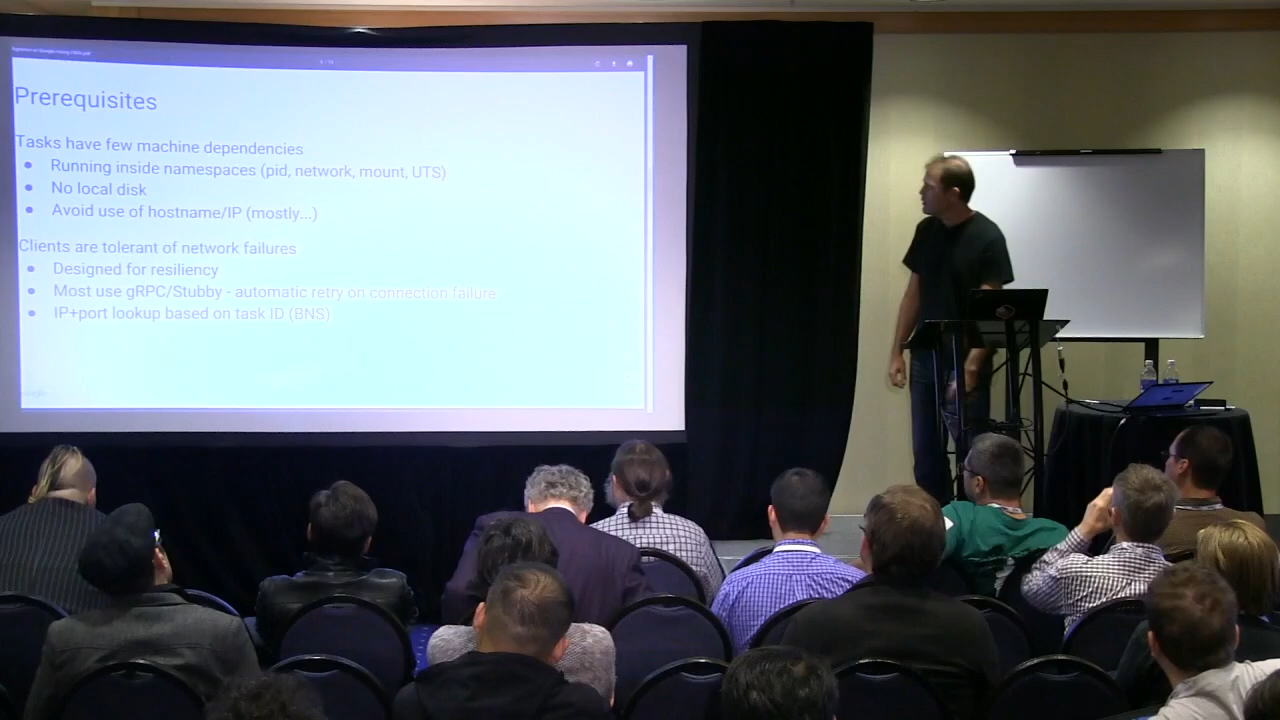 Prerequisites
Tasks have few machine dependencies
● Running inside namespaces (pid, network, mount, UTS)
● No local disk
● Avoid use of hostname/IP (mostly...)
Clients are tolerant of network failures
● Designed for resiliency
● Most use gRPC/Stubby - automatic retry on connection failure
● IP+port lookup based on task ID (BNS)
Google